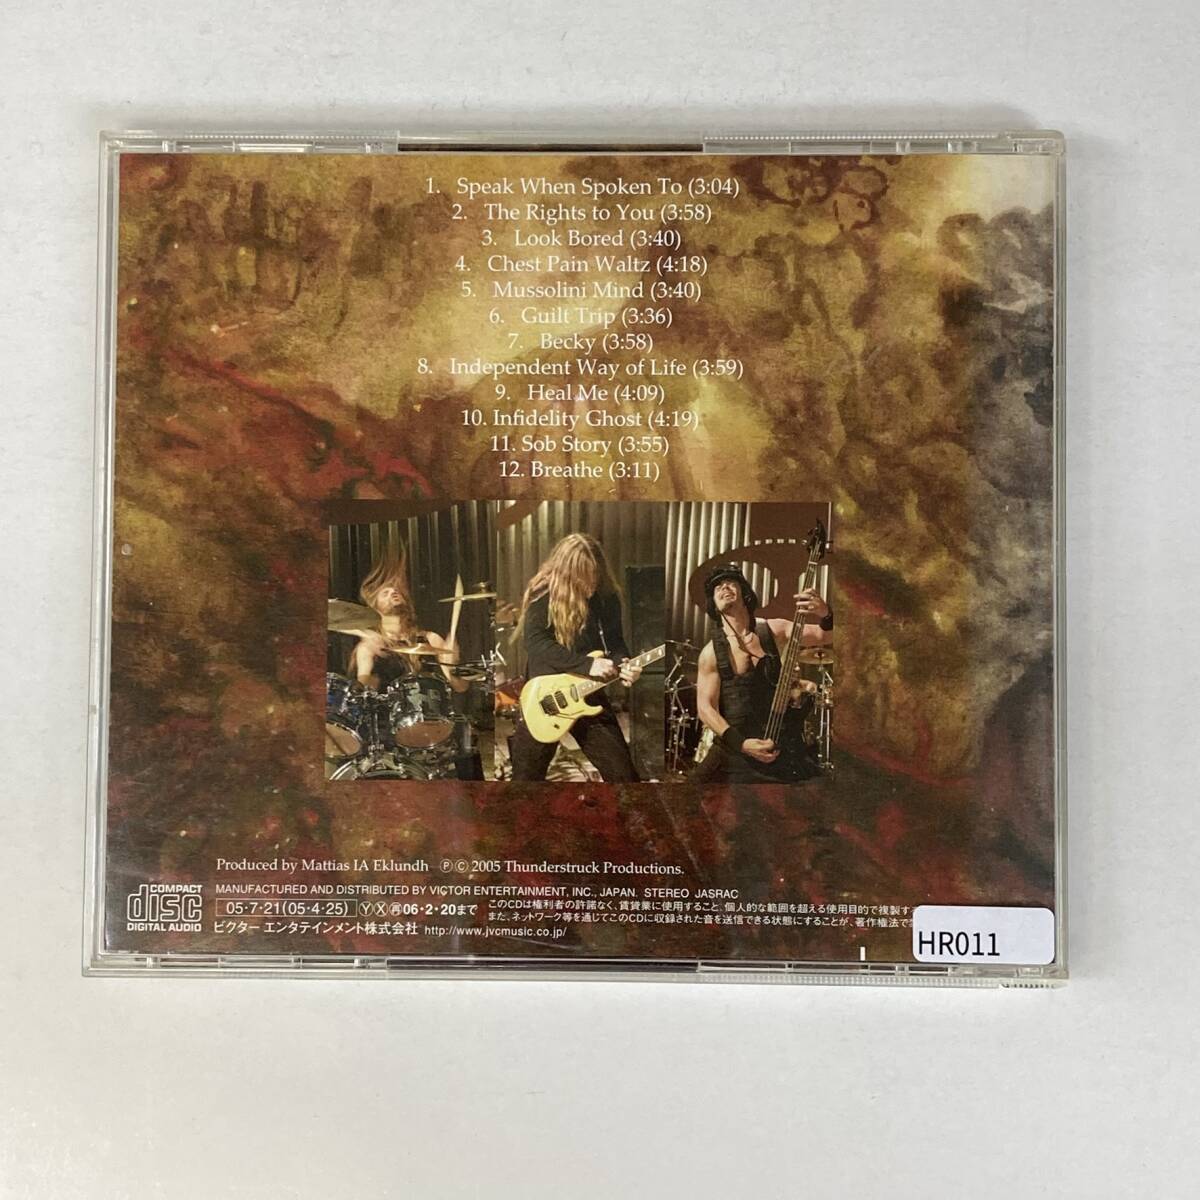 1. Speak When Spoken To (3:04)
2. The Rights to You (3:58)
3. Look Bored (3:40)
4. Chest Pain Waltz (4:18)
5. Mussolini Mind (3:40)
6. Guilt Trip (3:36)
7. Becky (3:58)
8. Independent Way of Life (3:59)
9. Heal Me (4:09)
10. Infidelity Ghost (4:19)
11. Sob Story (3:55)
12. Breathe (3:11)
Produced by Mattias IA Eklundh ℗© 2005 Thunderstruck Productions.
COMPACT
disc
DIGITAL AUDIO
MANUFACTURED AND DISTRIBUTED BY VICTOR ENTERTAINMENT, INC., JAPAN. STEREO JASRAC
05·7·21(05·4·25) ⓎⓍ㊞06·2·20まで
このCDは権利者の許諾なく、賃貸業に使用すること、個人的な範囲を超える使用目的で複製す
また、ネットワーク等を通じてこのCDに収録された音を送信できる状態にすることが、著作権法で
ビクター エンタテインメント株式会社 http://www.jvcmusic.co.jp/
HR011